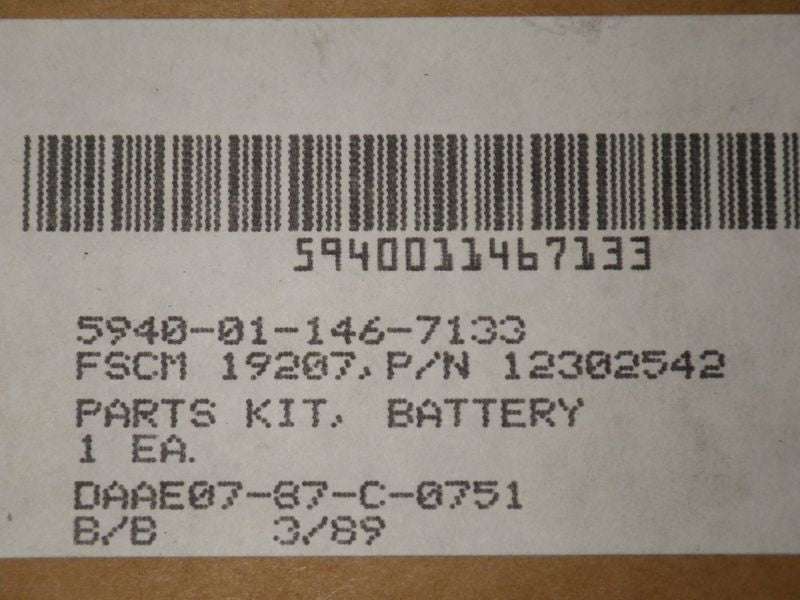 5940011467133
5940-01-146-7133
FSCM 19207, P/N 12302542
PARTS KIT, BATTERY
1 EA.
DAAE07-87-C-0751
B/B 3/89